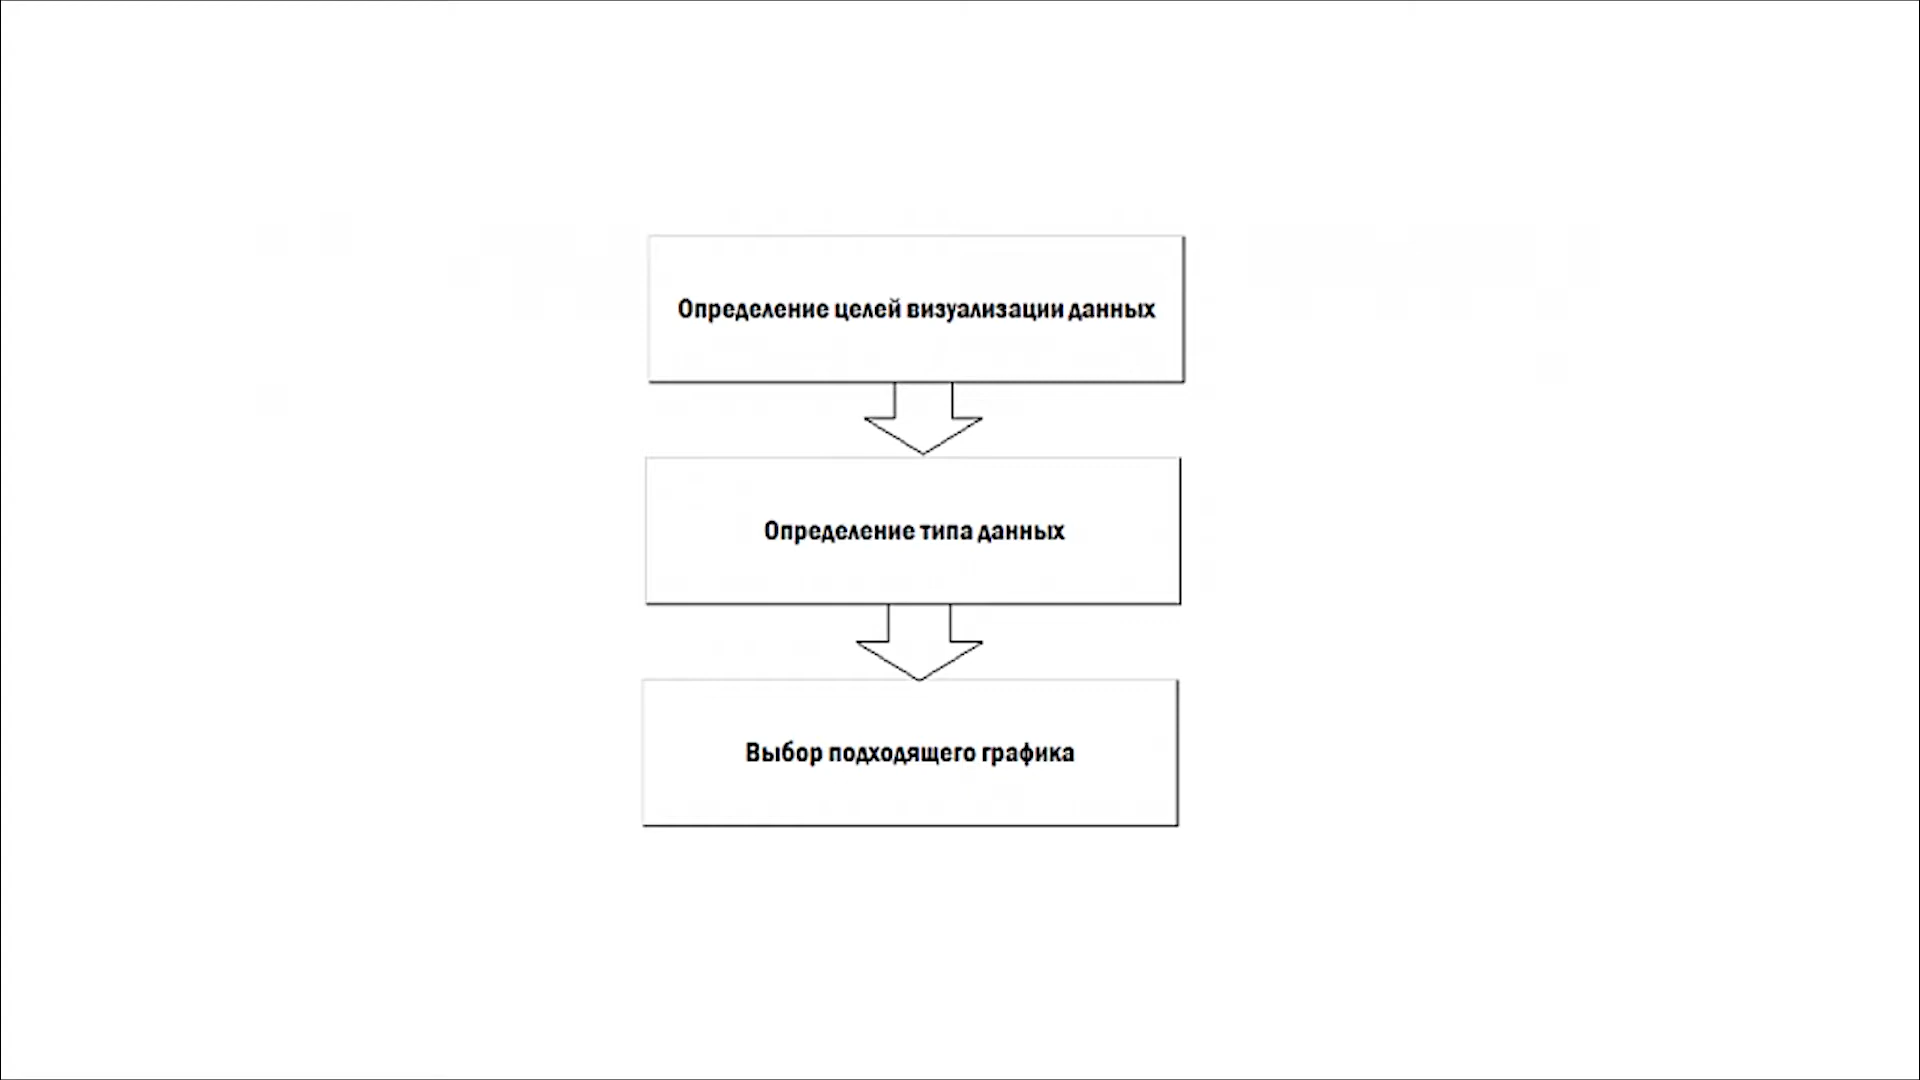 Определение целей визуализации данных
Определение типа данных
Выбор подходящего графика